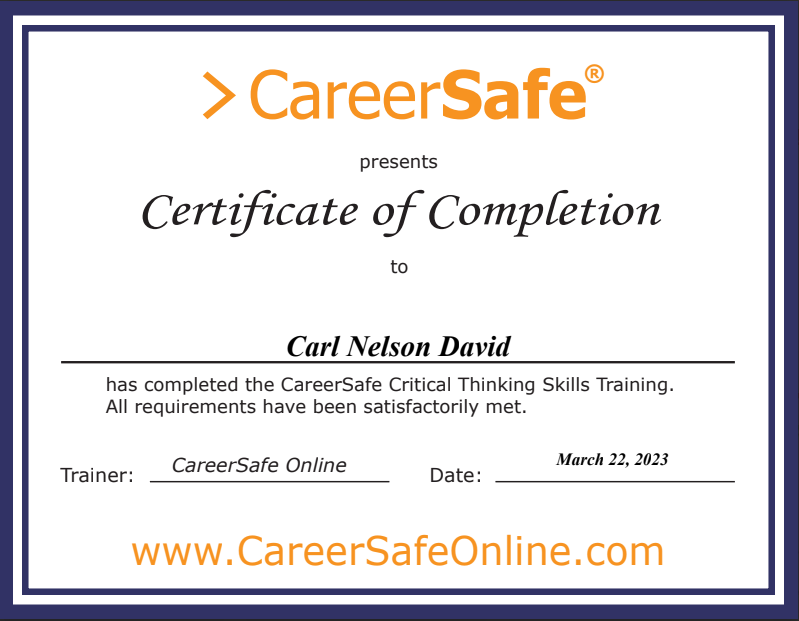 > CareerSafe®
presents
Certificate of Completion
to
Carl Nelson David
has completed the CareerSafe Critical Thinking Skills Training.
All requirements have been satisfactorily met.
Trainer: CareerSafe Online Date: March 22, 2023
www.CareerSafeOnline.com